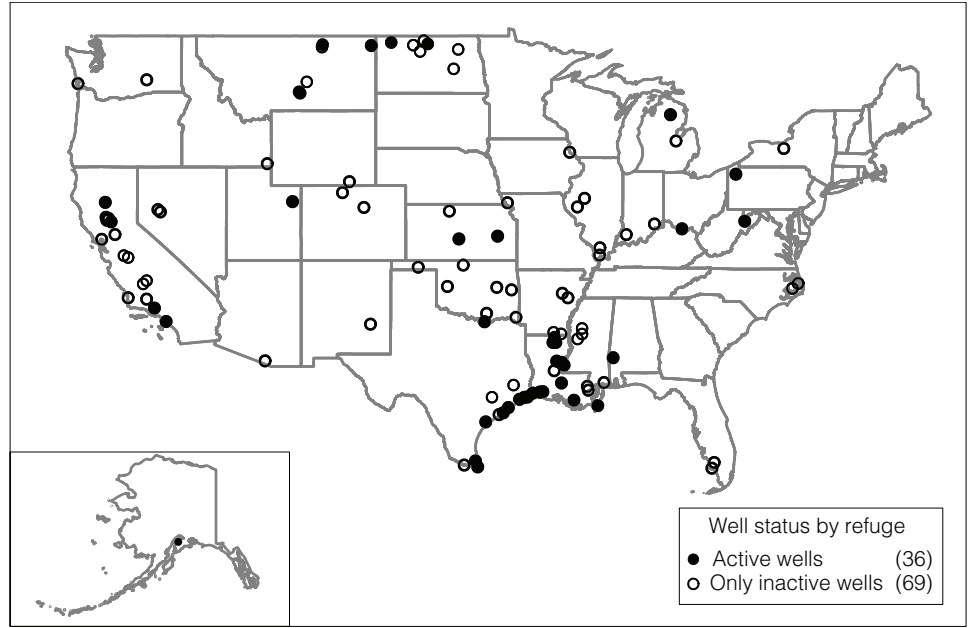 Well status by refuge
Active wells (36)
Only inactive wells (69)